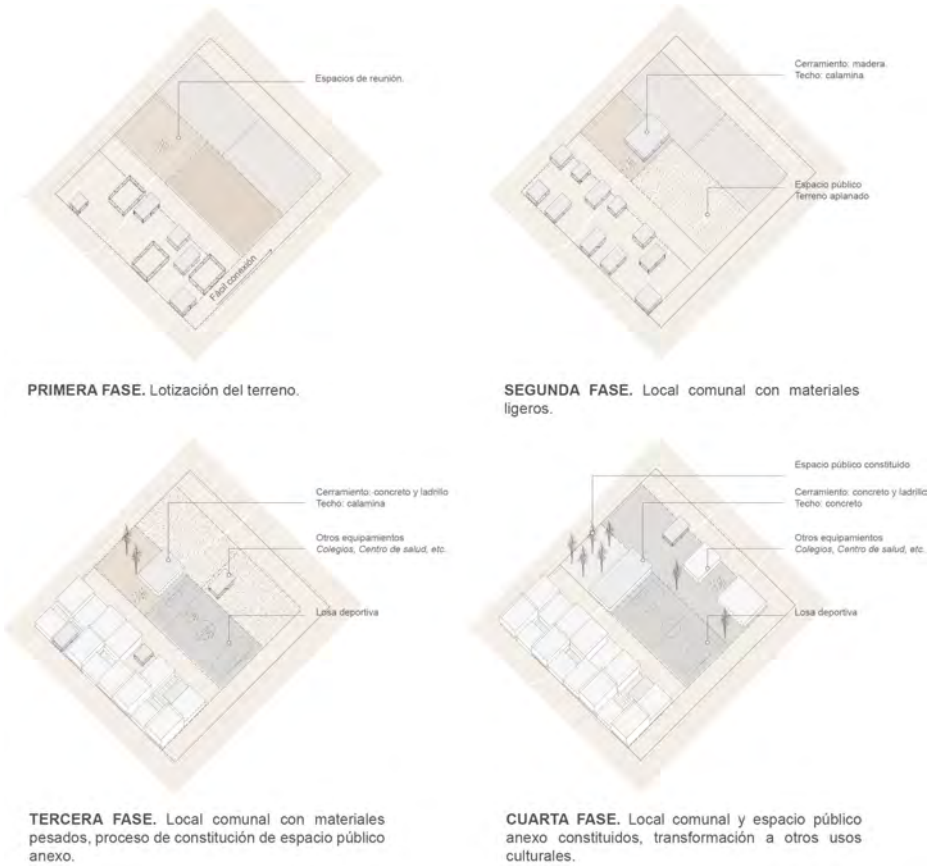 Espacios de reunión.
Fácil conexión
PRIMERA FASE. Lotización del terreno.
Cerramiento: madera.
Techo: calamina
Espacio público
Terreno aplanado
SEGUNDA FASE. Local comunal con materiales
ligeros.
Cerramiento: concreto y ladrillo
Techo: calamina
Otros equipamientos
Colegios, Centro de salud, etc.
Losa deportiva
TERCERA FASE. Local comunal con materiales
pesados, proceso de constitución de espacio público
anexo.
Espacio público constituido
Cerramiento: concreto y ladrillo
Techo: concreto
Otros equipamientos
Colegios, Centro de salud, etc.
Losa deportiva
CUARTA FASE. Local comunal y espacio público
anexo constituidos, transformación a otros usos
culturales.